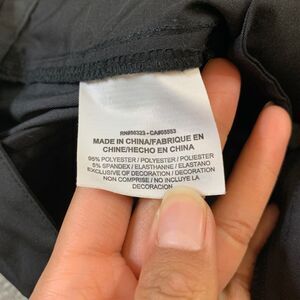 RN#56323 - CA#05553
MADE IN CHINA/FABRIQUE EN
CHINE/HECHO EN CHINA
95% POLYESTER / POLYESTER / POLIESTER
5% SPANDEX / ELASTHANNE / ELASTANO
EXCLUSIVE OF DECORATION / DECORATION
NON COMPRISE / NO INCLUYE LA
DECORACION